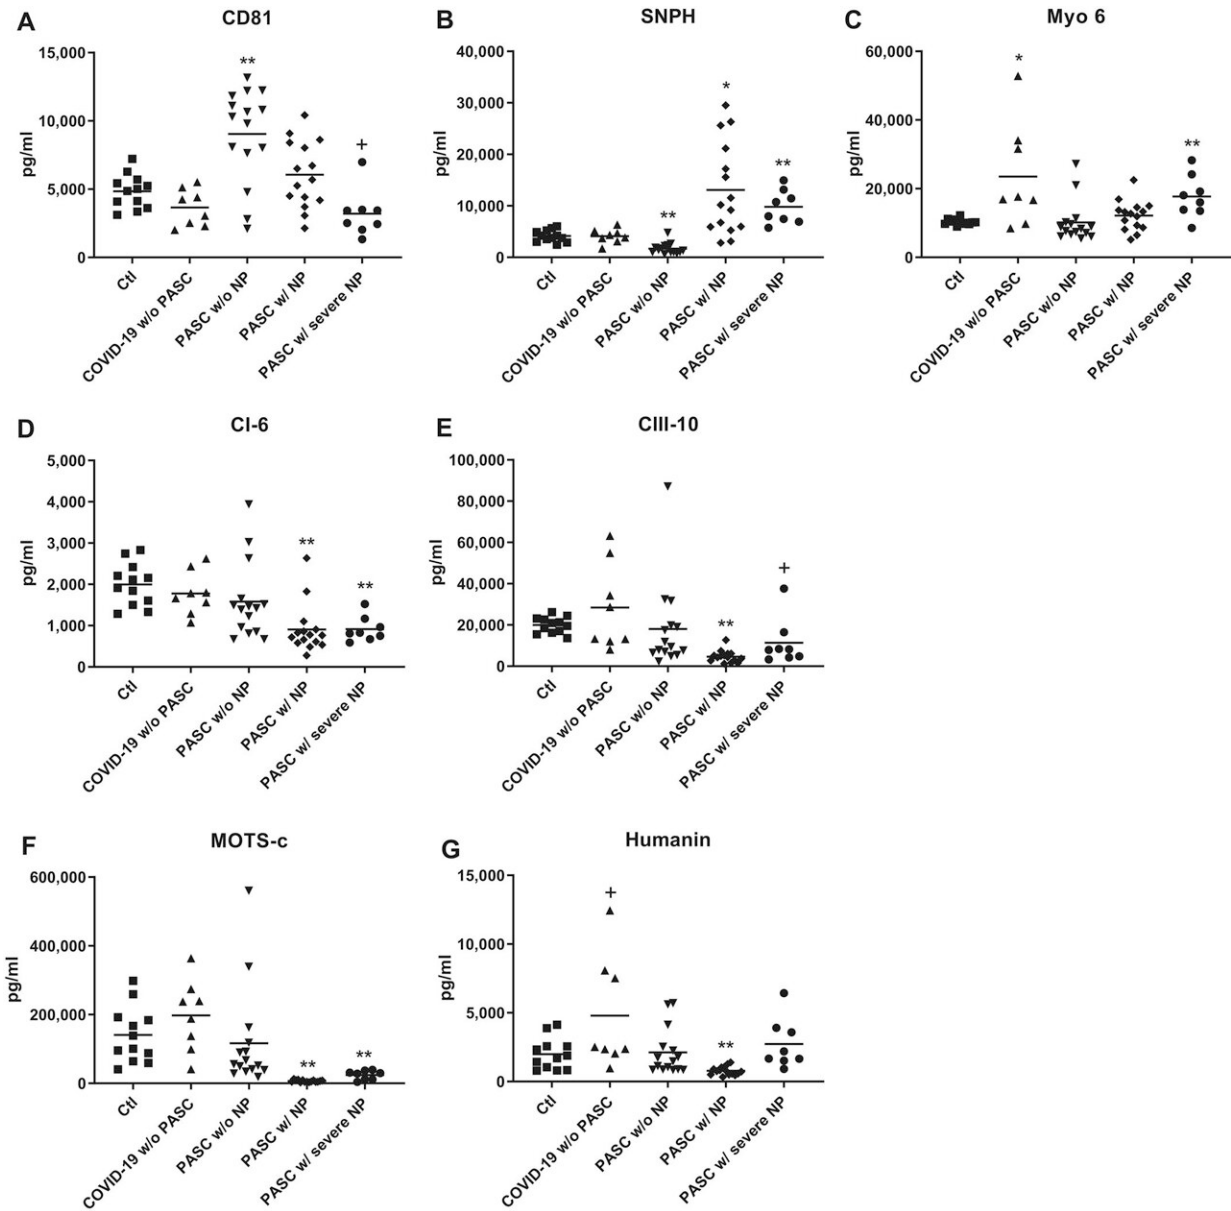 A
CD81
pg/ml
15,000
10,000
5,000
0
**
+
Ctl
COVID-19 w/o PASC
PASC w/o NP
PASC w/ NP
PASC w/ severe NP
B
SNPH
pg/ml
40,000
30,000
20,000
10,000
0
**
*
**
Ctl
COVID-19 w/o PASC
PASC w/o NP
PASC w/ NP
PASC w/ severe NP
C
Myo 6
pg/ml
60,000
40,000
20,000
0
*
**
Ctl
COVID-19 w/o PASC
PASC w/o NP
PASC w/ NP
PASC w/ severe NP
D
CI-6
pg/ml
5,000
4,000
3,000
2,000
1,000
0
**
**
Ctl
COVID-19 w/o PASC
PASC w/o NP
PASC w/ NP
PASC w/ severe NP
E
CIII-10
pg/ml
100,000
80,000
60,000
40,000
20,000
0
**
+
Ctl
COVID-19 w/o PASC
PASC w/o NP
PASC w/ NP
PASC w/ severe NP
F
MOTS-c
pg/ml
600,000
400,000
200,000
0
**
**
Ctl
COVID-19 w/o PASC
PASC w/o NP
PASC w/ NP
PASC w/ severe NP
G
Humanin
pg/ml
15,000
10,000
5,000
0
+
**
Ctl
COVID-19 w/o PASC
PASC w/o NP
PASC w/ NP
PASC w/ severe NP